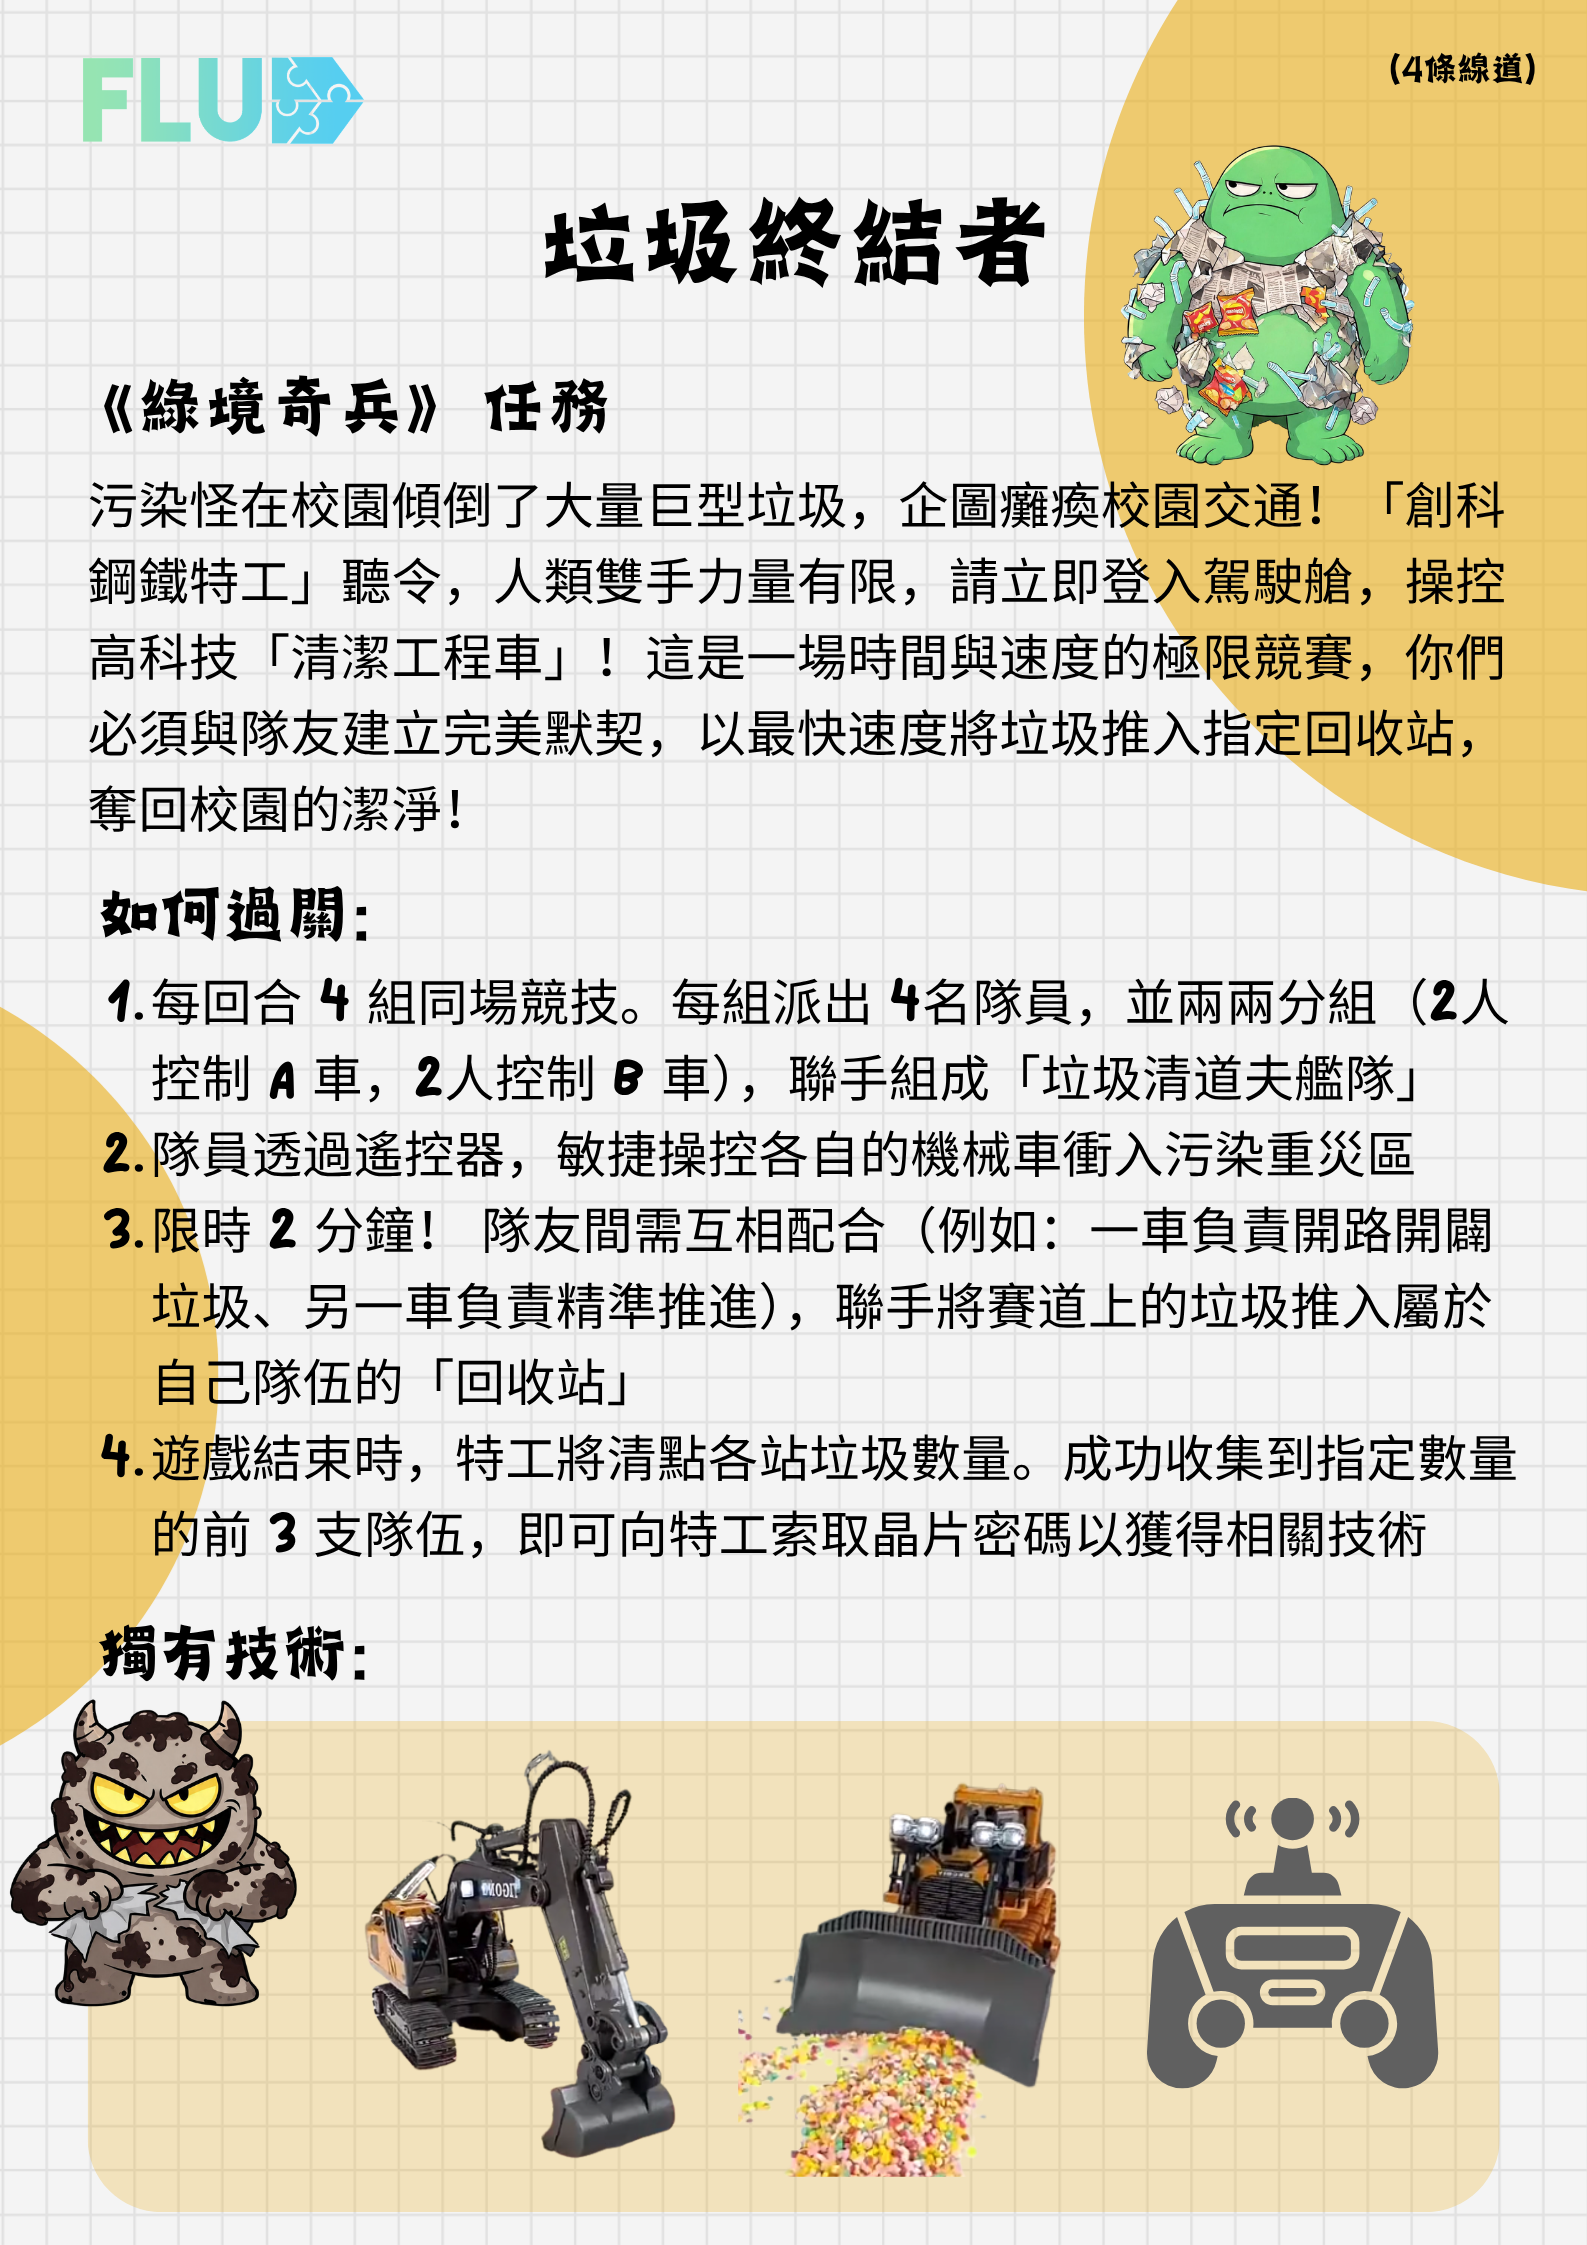 FLU
(4條線道)
垃圾終結者
《綠境奇兵》 任務
污染怪在校園傾倒了大量巨型垃圾，企圖癱瘓校園交通！「創科
鋼鐵特工」聽令，人類雙手力量有限，請立即登入駕駛艙，操控
高科技「清潔工程車」！這是一場時間與速度的極限競賽，你們
必須與隊友建立完美默契，以最快速度將垃圾推入指定回收站，
奪回校園的潔淨！
如何過關：
1.每回合 4 組同場競技。每組派出 4名隊員，並兩兩分組（2人
控制 A 車，2人控制 B 車），聯手組成「垃圾清道夫艦隊」
2.隊員透過遙控器，敏捷操控各自的機械車衝入污染重災區
3.限時 2 分鐘！ 隊友間需互相配合（例如：一車負責開路開闢
垃圾、另一車負責精準推進），聯手將賽道上的垃圾推入屬於
自己隊伍的「回收站」
4.遊戲結束時，特工將清點各站垃圾數量。成功收集到指定數量
的前 3 支隊伍，即可向特工索取晶片密碼以獲得相關技術
獨有技術：